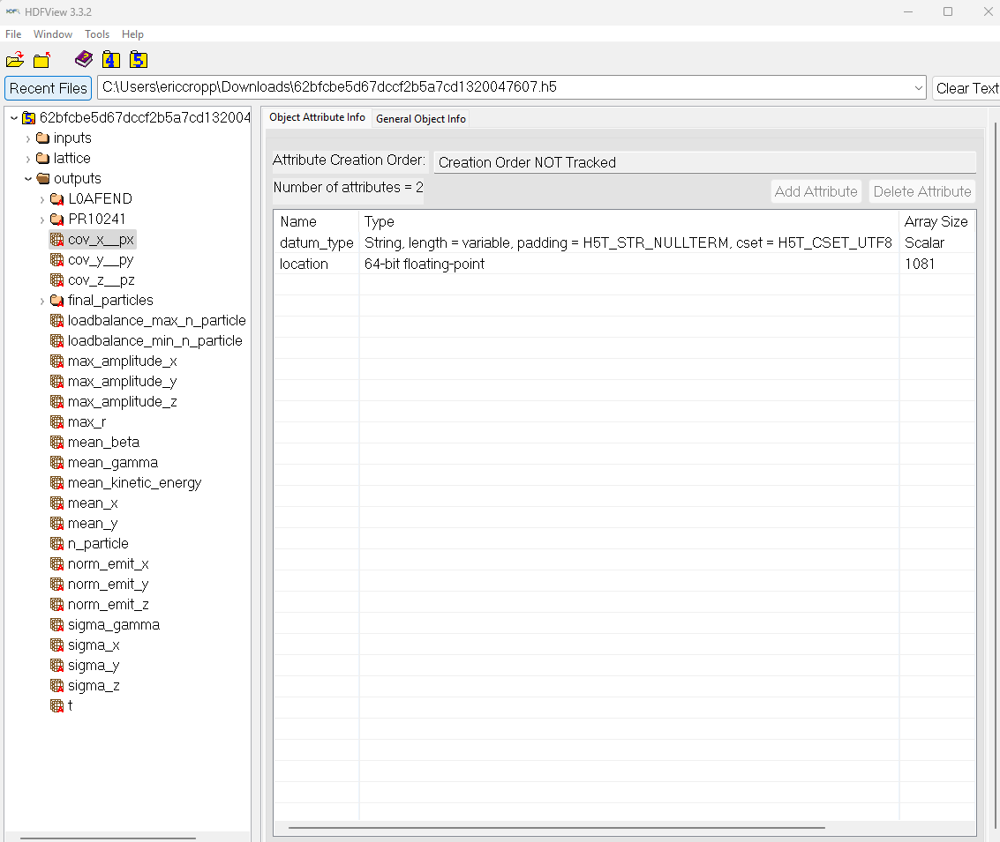 HDF HDFView 3.3.2
File Window Tools Help
4 5
Recent Files C:\Users\ericcropp\Downloads\62bfcbe5d67dccf2b5a7cd1320047607.h5 Clear Text
5 62bfcbe5d67dccf2b5a7cd132004
inputs
lattice
outputs
L0AFEND
PR10241
cov_x__px
cov_y__py
cov_z__pz
final_particles
loadbalance_max_n_particle
loadbalance_min_n_particle
max_amplitude_x
max_amplitude_y
max_amplitude_z
max_r
mean_beta
mean_gamma
mean_kinetic_energy
mean_x
mean_y
n_particle
norm_emit_x
norm_emit_y
norm_emit_z
sigma_gamma
sigma_x
sigma_y
sigma_z
t
Object Attribute Info General Object Info
Attribute Creation Order: Creation Order NOT Tracked
Number of attributes = 2 Add Attribute Delete Attribute
Name Type Array Size
datum_type String, length = variable, padding = H5T_STR_NULLTERM, cset = H5T_CSET_UTF8 Scalar
location 64-bit floating-point 1081